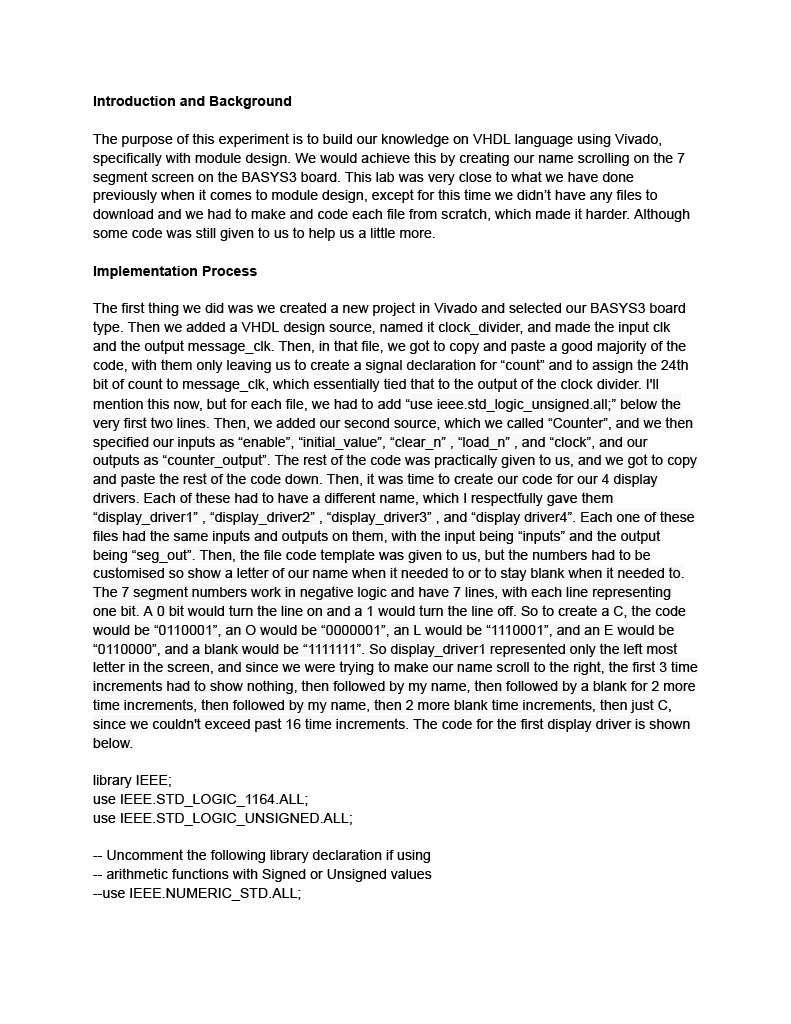 Introduction and Background
The purpose of this experiment is to build our knowledge on VHDL language using Vivado,
specifically with module design. We would achieve this by creating our name scrolling on the 7
segment screen on the BASYS3 board. This lab was very close to what we have done
previously when it comes to module design, except for this time we didn’t have any files to
download and we had to make and code each file from scratch, which made it harder. Although
some code was still given to us to help us a little more.
Implementation Process
The first thing we did was we created a new project in Vivado and selected our BASYS3 board
type. Then we added a VHDL design source, named it clock_divider, and made the input clk
and the output message_clk. Then, in that file, we got to copy and paste a good majority of the
code, with them only leaving us to create a signal declaration for “count” and to assign the 24th
bit of count to message_clk, which essentially tied that to the output of the clock divider. I'll
mention this now, but for each file, we had to add “use ieee.std_logic_unsigned.all;” below the
very first two lines. Then, we added our second source, which we called “Counter”, and we then
specified our inputs as “enable”, “initial_value”, “clear_n” , “load_n” , and “clock”, and our
outputs as “counter_output”. The rest of the code was practically given to us, and we got to copy
and paste the rest of the code down. Then, it was time to create our code for our 4 display
drivers. Each of these had to have a different name, which I respectfully gave them
“display_driver1” , “display_driver2” , “display_driver3” , and “display driver4”. Each one of these
files had the same inputs and outputs on them, with the input being “inputs” and the output
being “seg_out”. Then, the file code template was given to us, but the numbers had to be
customised so show a letter of our name when it needed to or to stay blank when it needed to.
The 7 segment numbers work in negative logic and have 7 lines, with each line representing
one bit. A 0 bit would turn the line on and a 1 would turn the line off. So to create a C, the code
would be “0110001”, an O would be “0000001”, an L would be “1110001”, and an E would be
“0110000”, and a blank would be “1111111”. So display_driver1 represented only the left most
letter in the screen, and since we were trying to make our name scroll to the right, the first 3 time
increments had to show nothing, then followed by my name, then followed by a blank for 2 more
time increments, then followed by my name, then 2 more blank time increments, then just C,
since we couldn't exceed past 16 time increments. The code for the first display driver is shown
below.
library IEEE;
use IEEE.STD_LOGIC_1164.ALL;
use IEEE.STD_LOGIC_UNSIGNED.ALL;
-- Uncomment the following library declaration if using
-- arithmetic functions with Signed or Unsigned values
--use IEEE.NUMERIC_STD.ALL;